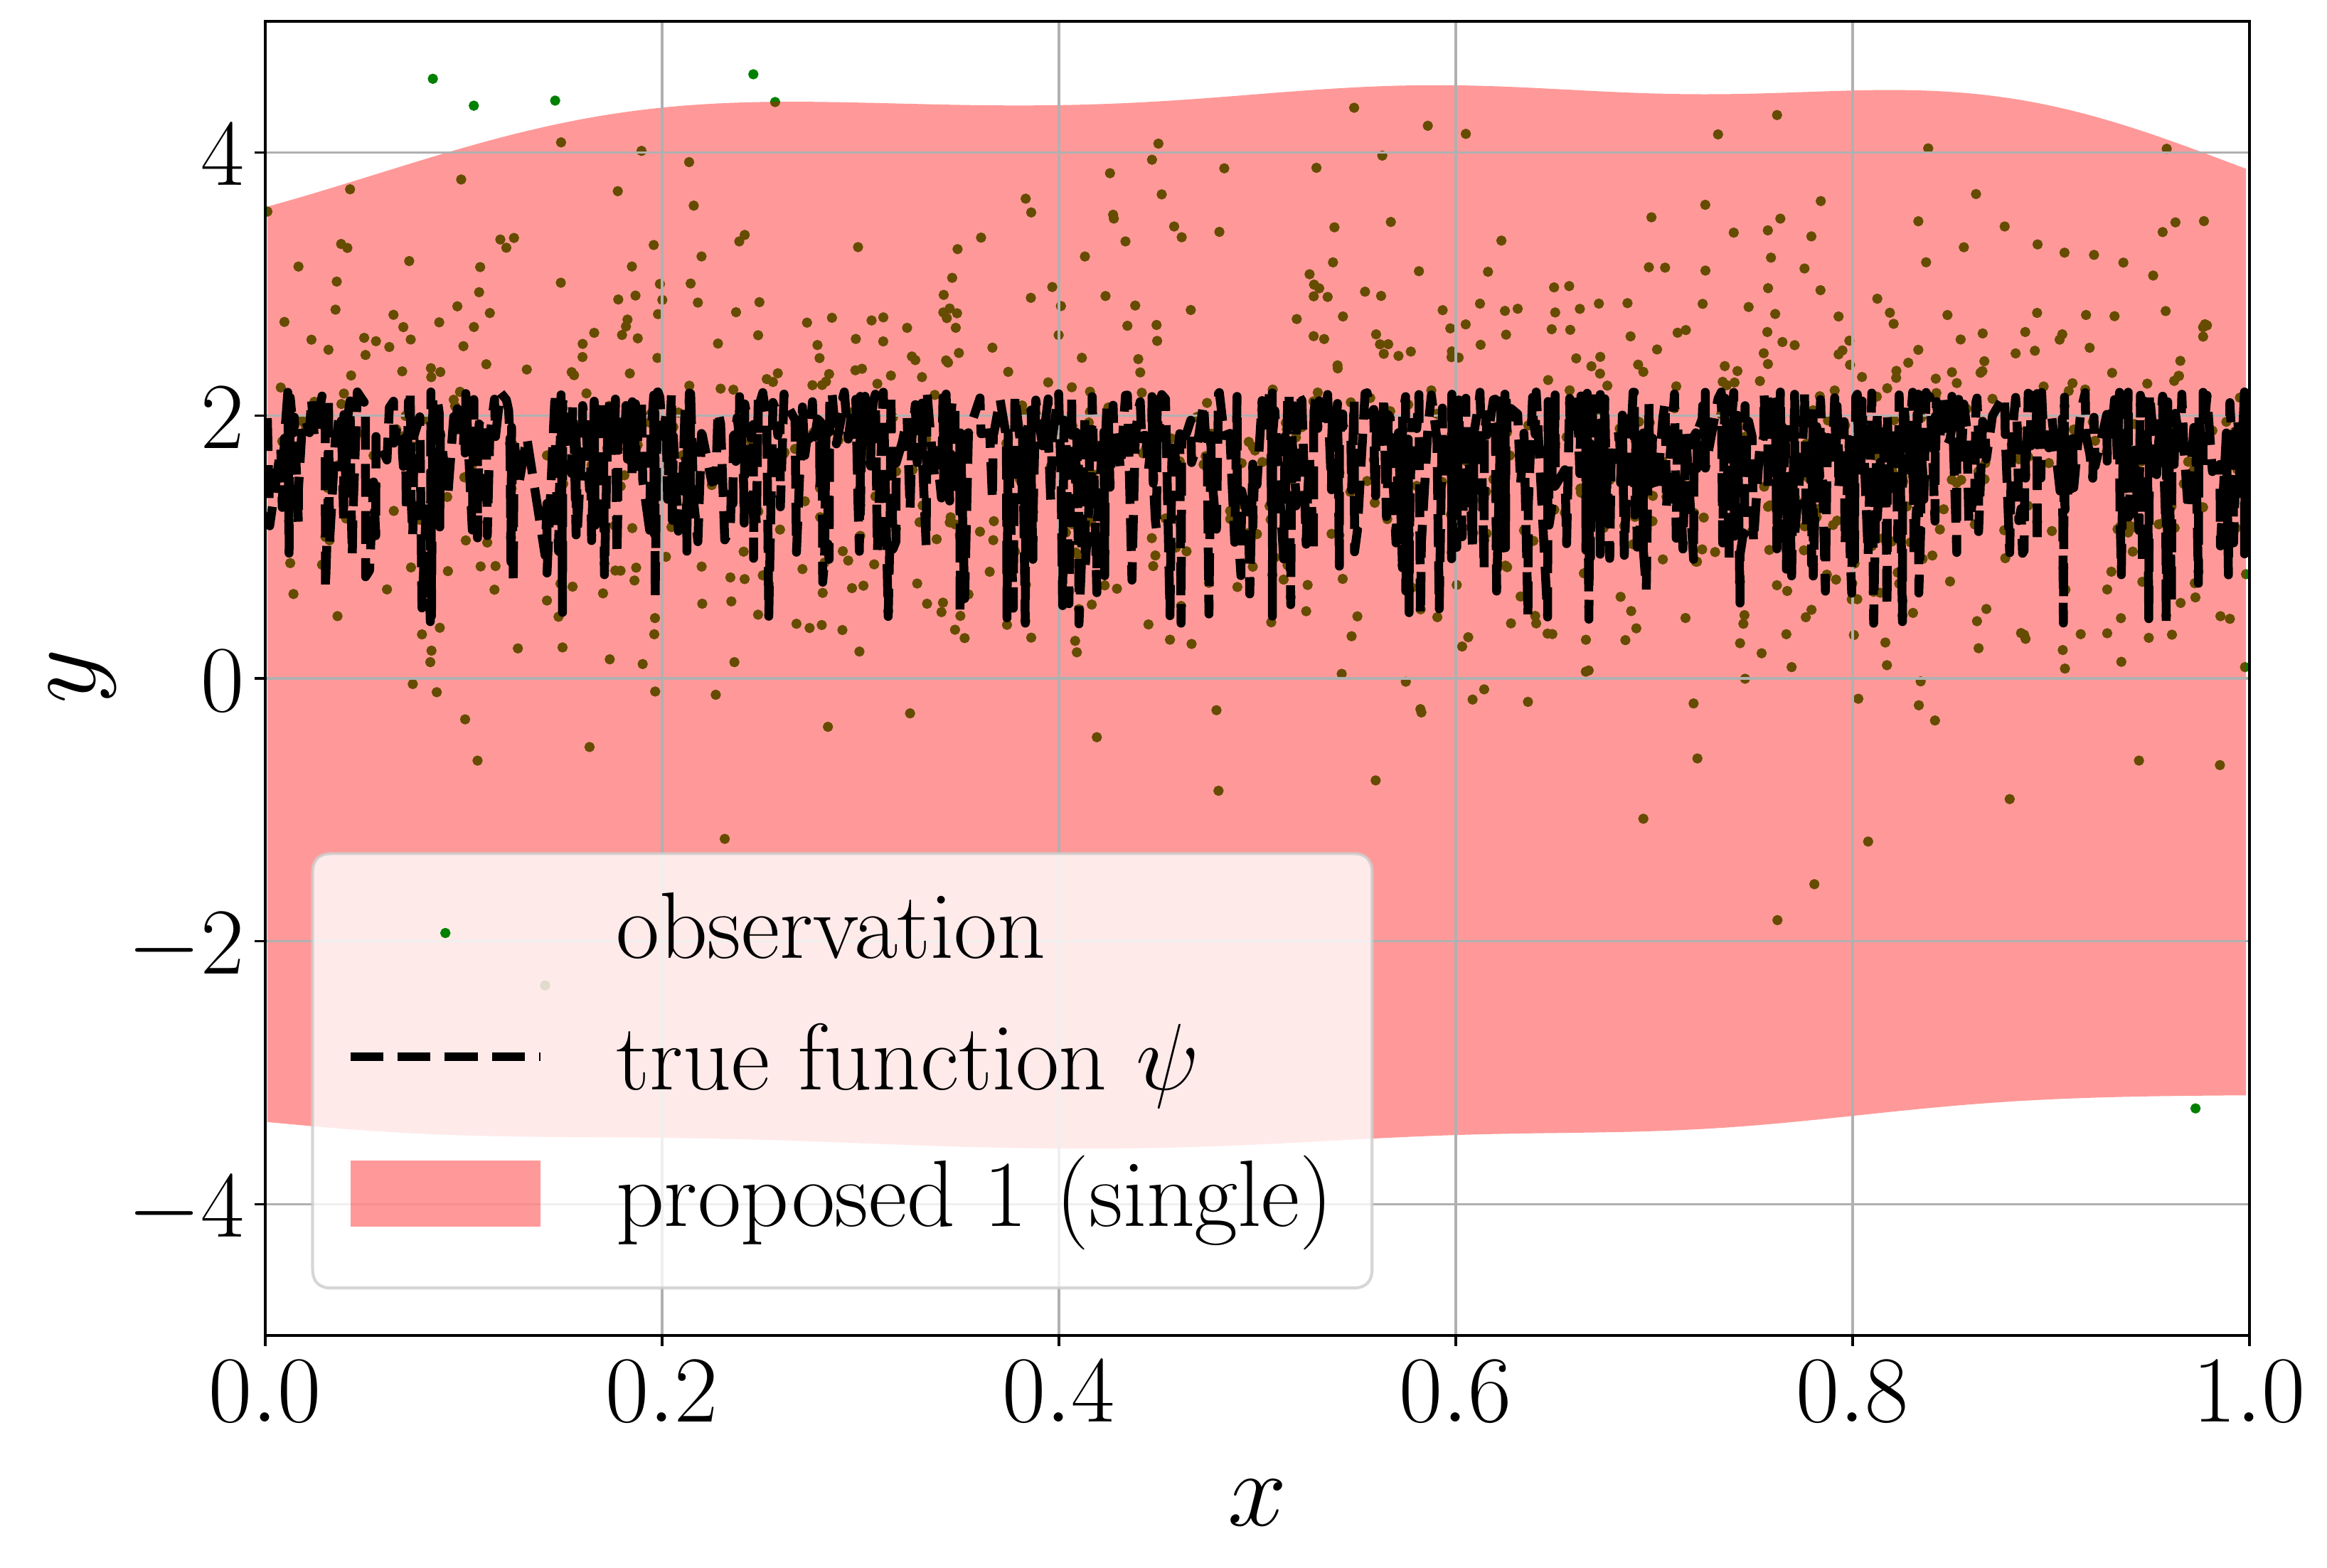 4
2
0
−2
−4
y
observation
true function ψ
proposed 1 (single)
0.0 0.2 0.4 0.6 0.8 1.0
x